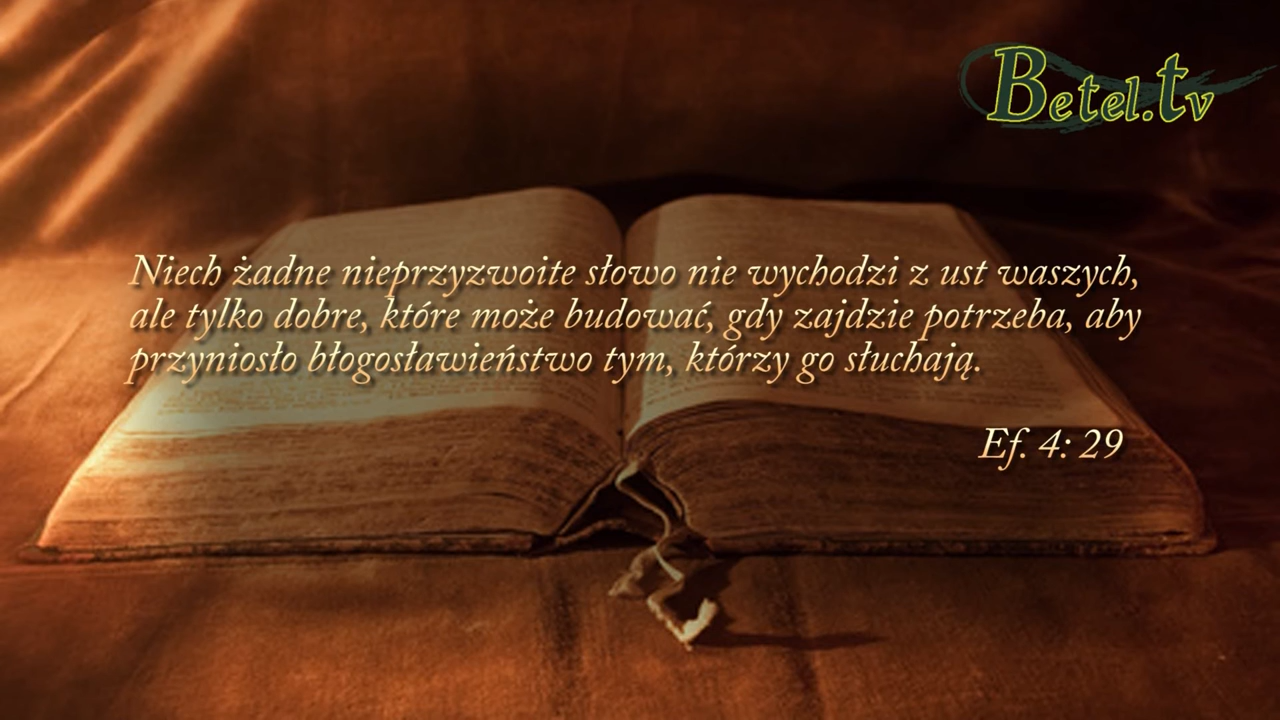 Betel.tv
Niech żadne nieprzyzwoite słowo nie wychodzi z ust waszych,
ale tylko dobre, które może budować, gdy zajdzie potrzeba, aby
przyniosło błogosławieństwo tym, którzy go słuchają.
Ef. 4: 29